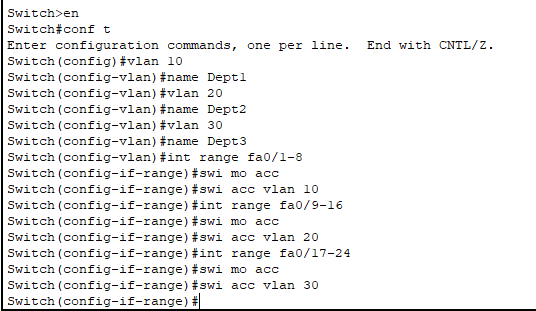 Switch>en
Switch#conf t
Enter configuration commands, one per line.  End with CNTL/Z.
Switch(config)#vlan 10
Switch(config-vlan)#name Dept1
Switch(config-vlan)#vlan 20
Switch(config-vlan)#name Dept2
Switch(config-vlan)#vlan 30
Switch(config-vlan)#name Dept3
Switch(config-vlan)#int range fa0/1-8
Switch(config-if-range)#swi mo acc
Switch(config-if-range)#swi acc vlan 10
Switch(config-if-range)#int range fa0/9-16
Switch(config-if-range)#swi mo acc
Switch(config-if-range)#swi acc vlan 20
Switch(config-if-range)#int range fa0/17-24
Switch(config-if-range)#swi mo acc
Switch(config-if-range)#swi acc vlan 30
Switch(config-if-range)#